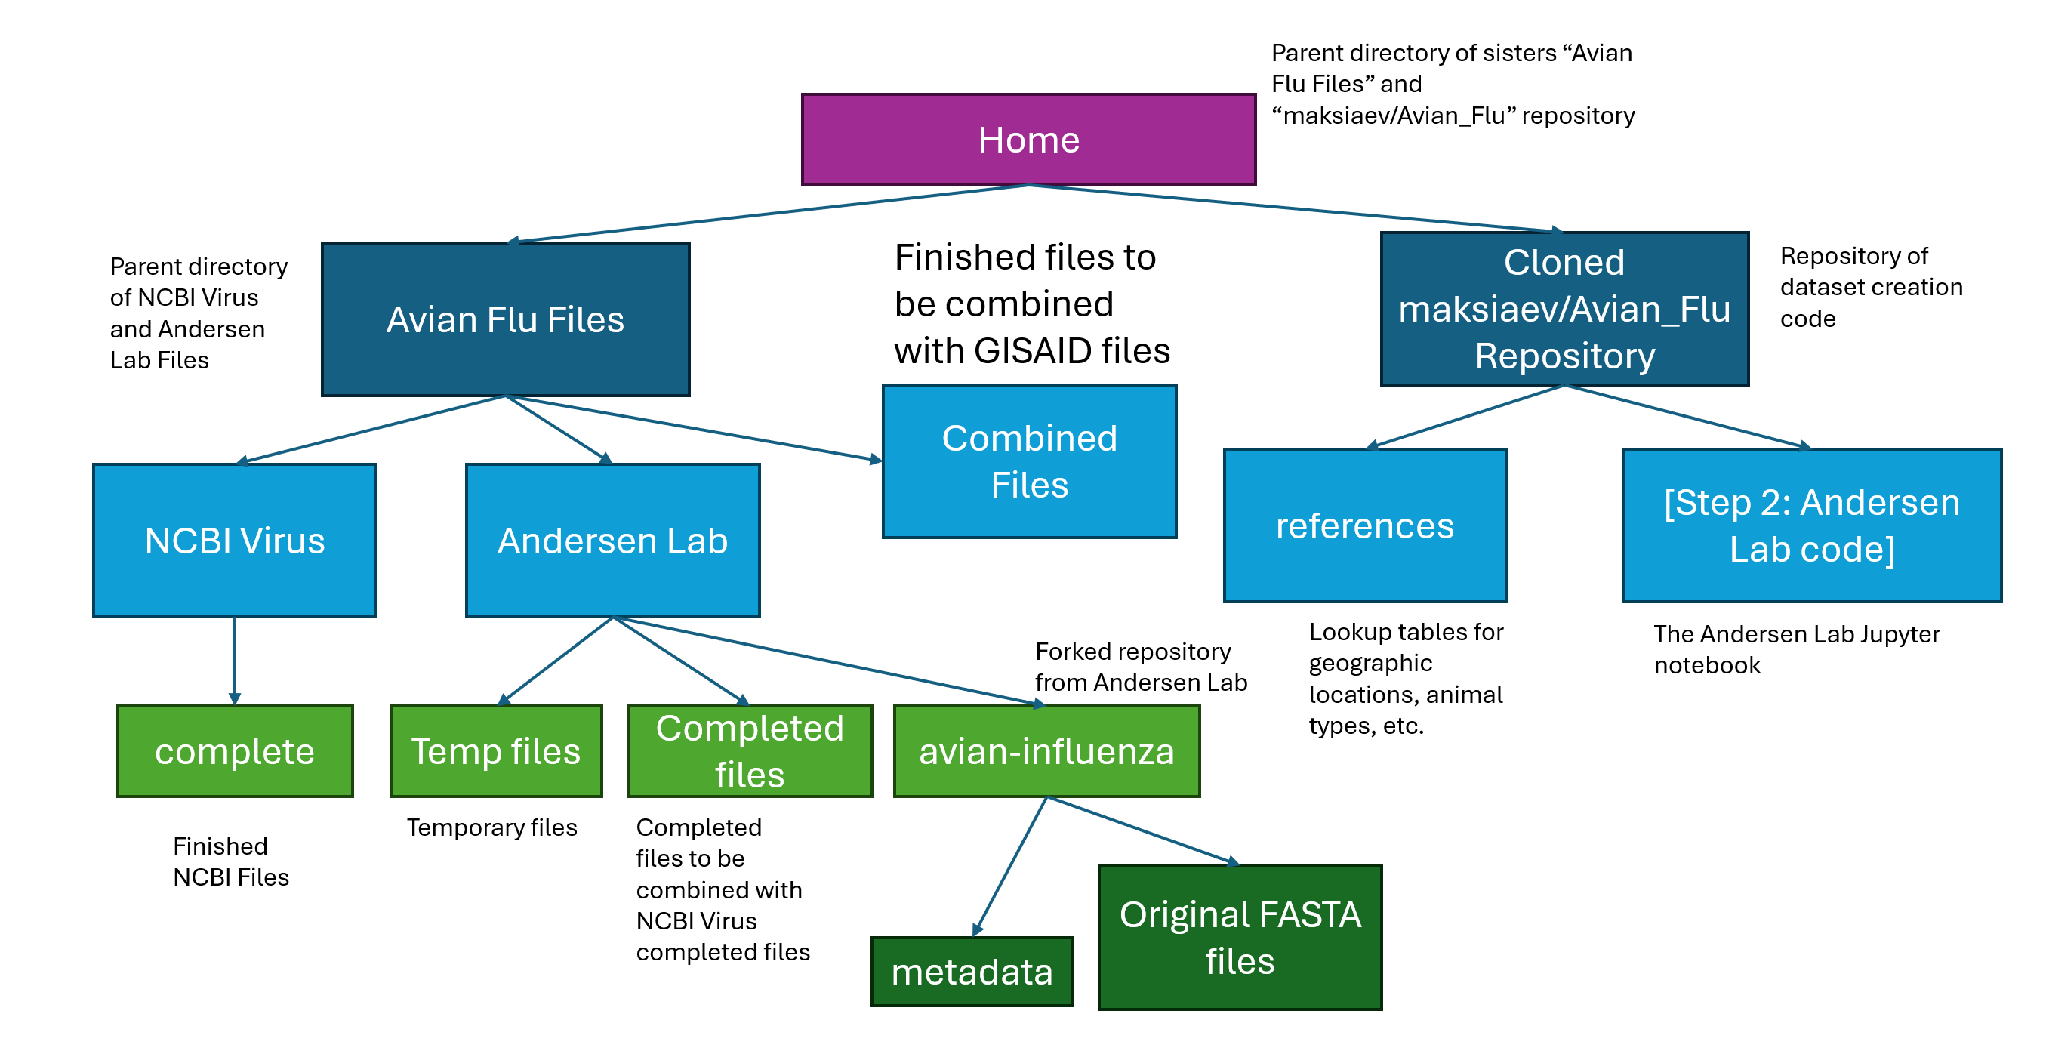 Parent directory of sisters “Avian
Flu Files” and
“maksiaev/Avian_Flu” repository
Home
Parent directory
of NCBI Virus
and Andersen
Lab Files
Avian Flu Files
Finished files to
be combined
with GISAID files
Cloned
maksiaev/Avian_Flu
Repository
Repository of
dataset creation
code
NCBI Virus
Andersen Lab
Combined
Files
references
[Step 2: Andersen
Lab code]
Lookup tables for
geographic
locations, animal
types, etc.
The Andersen Lab Jupyter
notebook
Forked repository
from Andersen Lab
complete
Temp files
Completed
files
avian-influenza
Finished
NCBI Files
Temporary files
Completed
files to be
combined with
NCBI Virus
completed files
metadata
Original FASTA
files